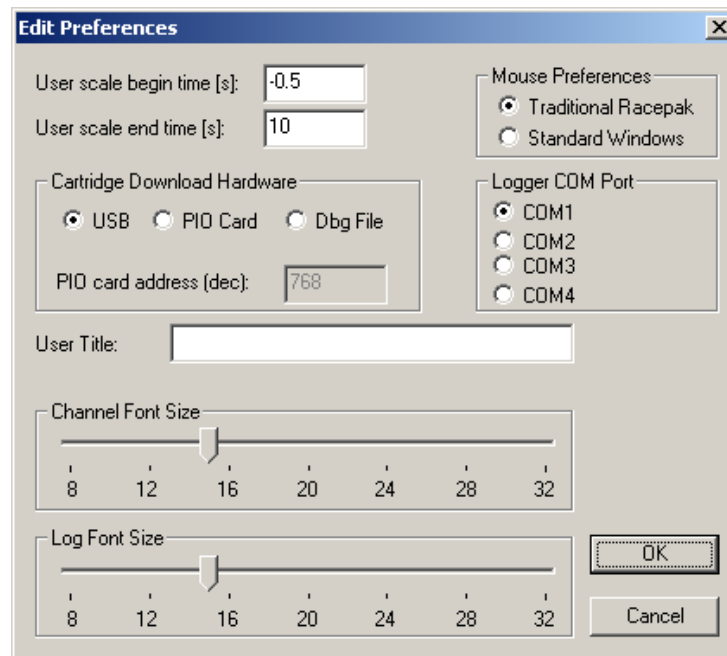 Edit Preferences
User scale begin time [s]: -0.5
User scale end time [s]: 10
Mouse Preferences
Traditional Racepak
Standard Windows
Cartridge Download Hardware
USB PIO Card Dbg File
PIO card address (dec): 768
Logger COM Port
COM1
COM2
COM3
COM4
User Title:
Channel Font Size
8 12 16 20 24 28 32
Log Font Size
8 12 16 20 24 28 32
OK
Cancel